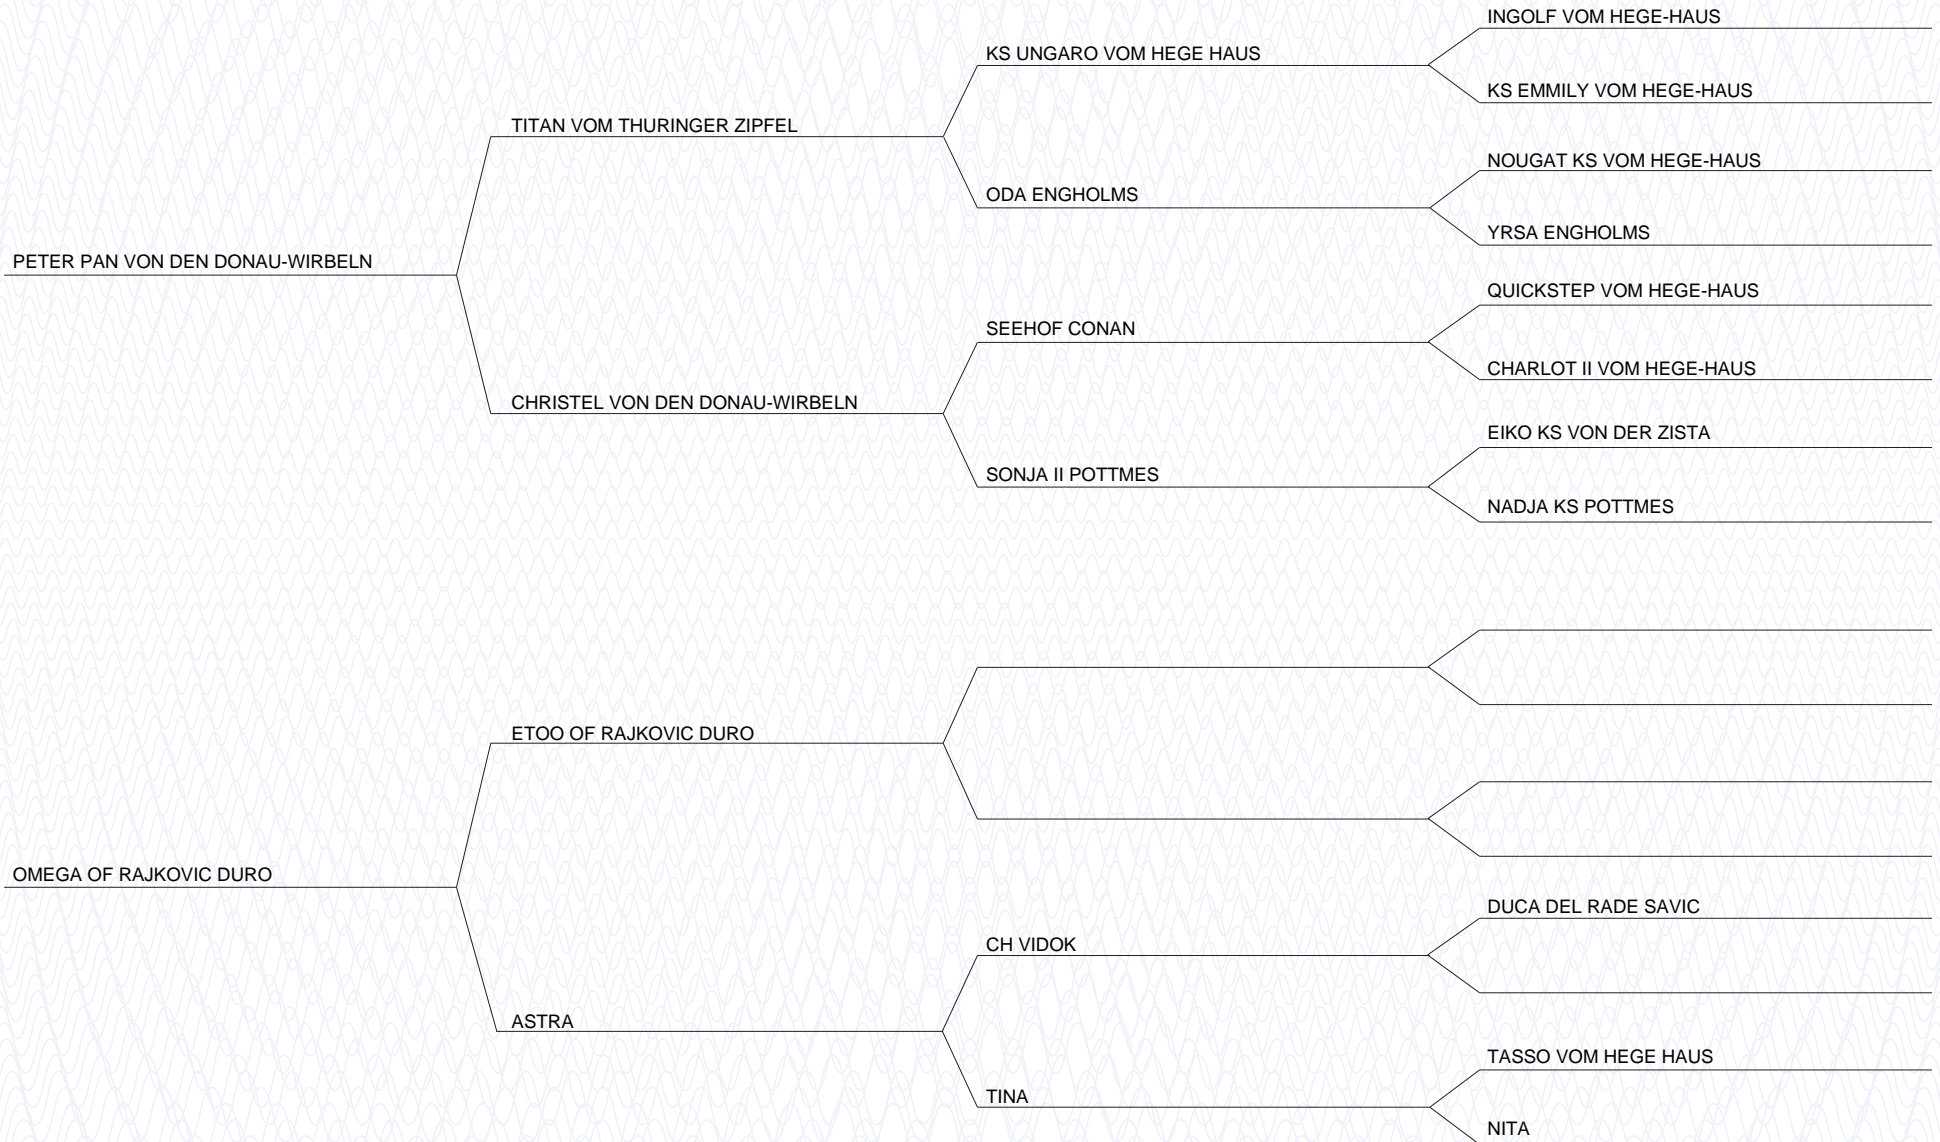 INGOLF VOM HEGE-HAUS
KS UNGARO VOM HEGE HAUS
KS EMMILY VOM HEGE-HAUS
TITAN VOM THURINGER ZIPFEL
NOUGAT KS VOM HEGE-HAUS
ODA ENGHOLMS
YRSA ENGHOLMS
PETER PAN VON DEN DONAU-WIRBELN
QUICKSTEP VOM HEGE-HAUS
SEEHOF CONAN
CHARLOT II VOM HEGE-HAUS
CHRISTEL VON DEN DONAU-WIRBELN
EIKO KS VON DER ZISTA
SONJA II POTTMES
NADJA KS POTTMES
ETOO OF RAJKOVIC DURO
OMEGA OF RAJKOVIC DURO
DUCA DEL RADE SAVIC
CH VIDOK
ASTRA
TASSO VOM HEGE HAUS
TINA
NITA